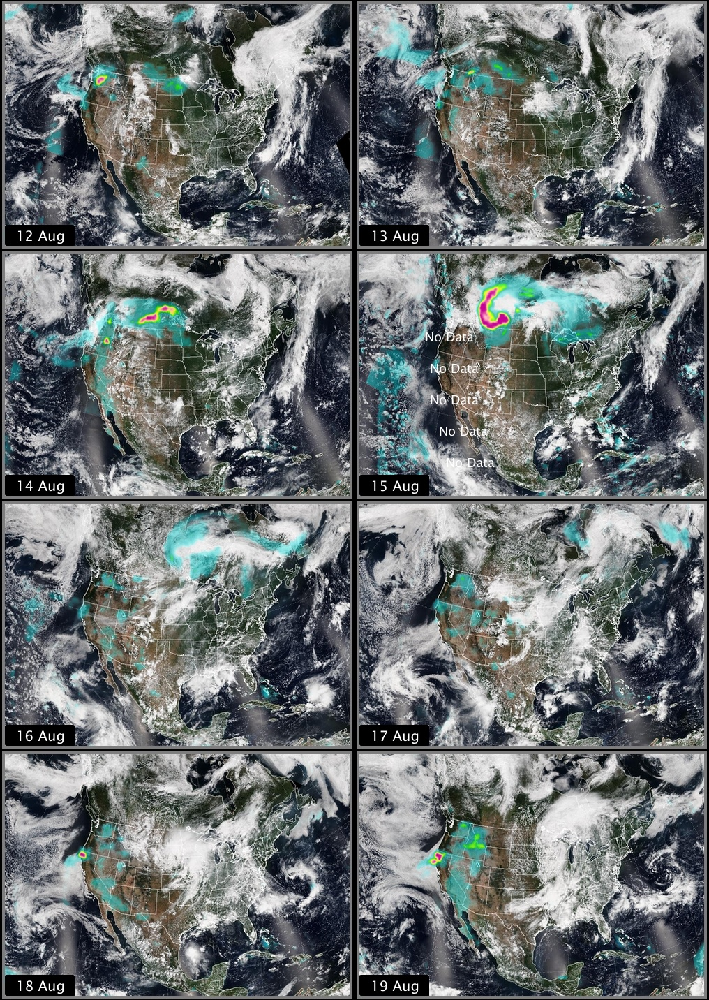 12 Aug
13 Aug
14 Aug
No Data
No Data
No Data
No Data
No Data
15 Aug
16 Aug
17 Aug
18 Aug
19 Aug